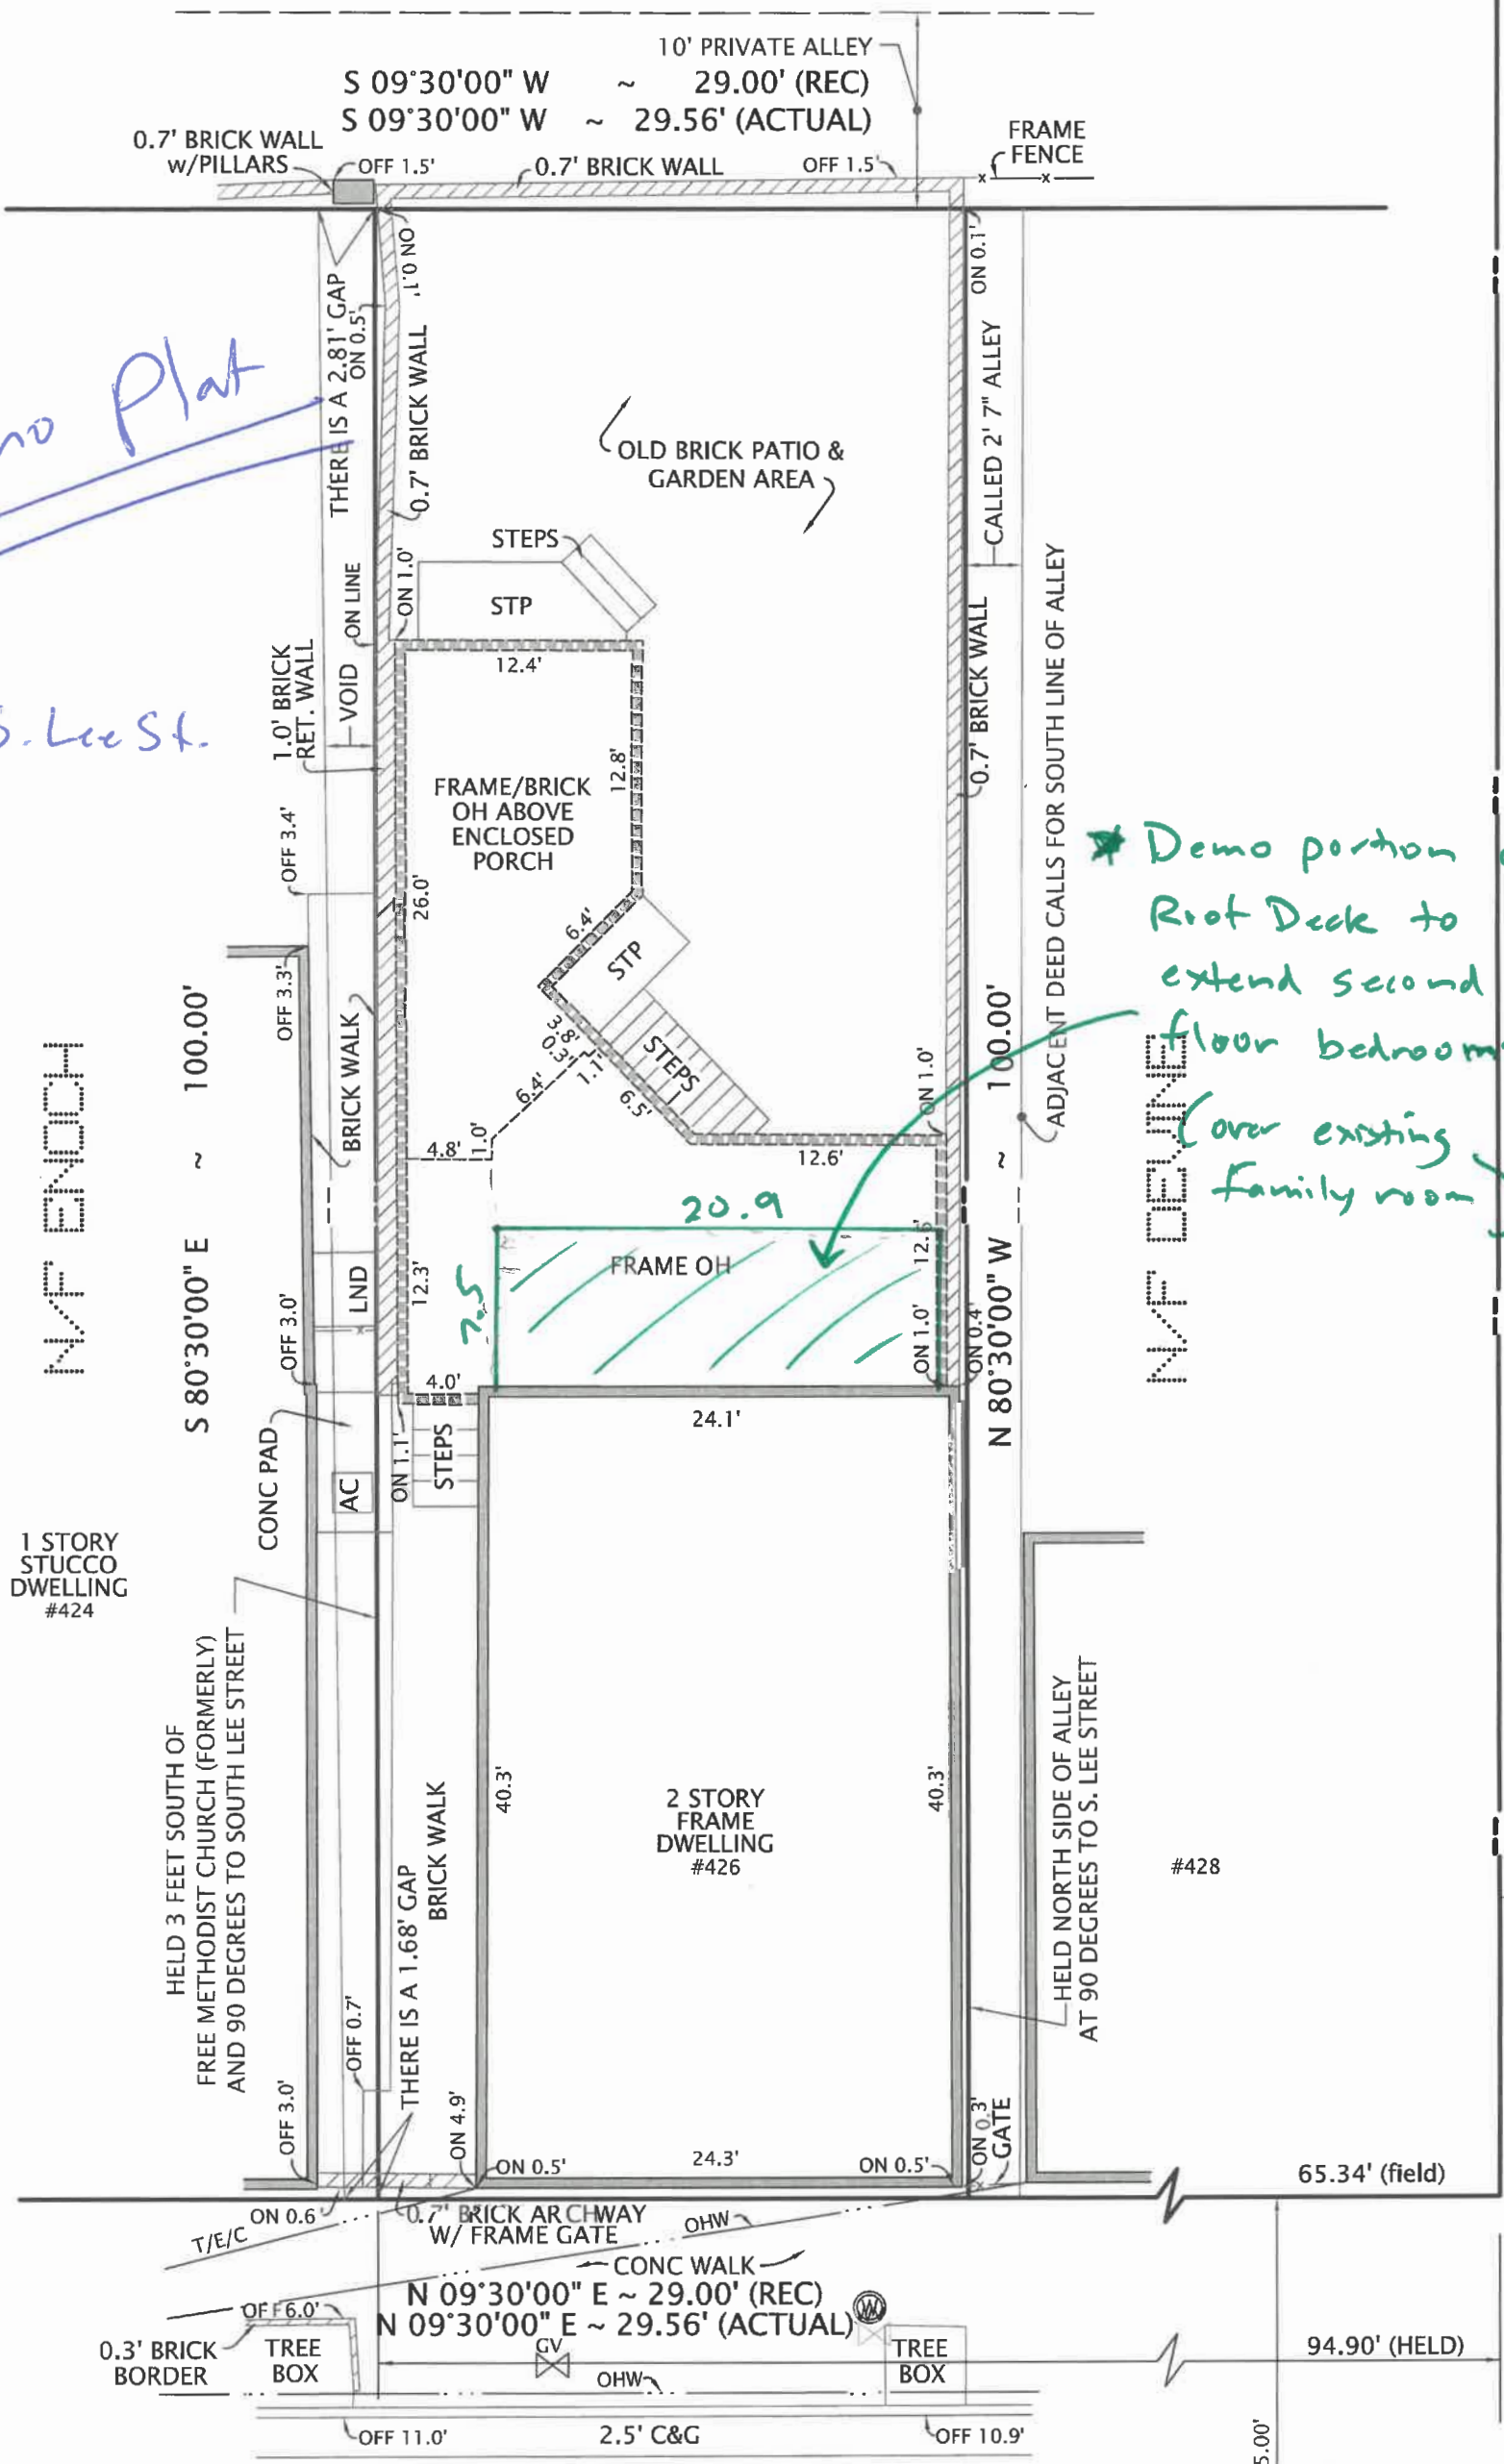 10' PRIVATE ALLEY
S 09°30'00" W ~ 29.00' (REC)
S 09°30'00" W ~ 29.56' (ACTUAL)
0.7' BRICK WALL
w/PILLARS
OFF 1.5'
0.7' BRICK WALL
OFF 1.5'
FRAME
FENCE
THERE IS A 2.81' GAP
ON 0.5'
ON 0.1'
0.7' BRICK WALL
ON 0.1'
CALLED 2' 7" ALLEY
Plat
OLD BRICK PATIO &
GARDEN AREA
STEPS
STP
ON 1.0'
ON LINE
VOID
1.0' BRICK
RET. WALL
S. Lee St.
12.4'
12.8'
FRAME/BRICK
OH ABOVE
ENCLOSED
PORCH
26.0'
0.7' BRICK WALL
ADJACENT DEED CALLS FOR SOUTH LINE OF ALLEY
OFF 3.4'
OFF 3.3'
6.4'
STP
STEPS
3.8'
0.3'
1.1'
6.4'
6.5'
4.8'
1.0'
12.6'
ON 1.0'
BRICK WALK
N/F ENOCH
S 80°30'00" E ~ 100.00'
N 80°30'00" W ~ 100.00'
N/F DEVINE
* Demo portion
Roof Deck to
extend second
floor bedroom
(over existing
family room
20.9
7.5
FRAME OH
12.3'
ON 1.0'
ON 0.4'
LND
OFF 3.0'
4.0'
24.1'
STEPS
ON 1.1'
CONC PAD
AC
1 STORY
STUCCO
DWELLING
#424
HELD 3 FEET SOUTH OF
FREE METHODIST CHURCH (FORMERLY)
AND 90 DEGREES TO SOUTH LEE STREET
40.3'
2 STORY
FRAME
DWELLING
#426
40.3'
BRICK WALK
THERE IS A 1.68' GAP
OFF 0.7'
HELD NORTH SIDE OF ALLEY
AT 90 DEGREES TO S. LEE STREET
#428
OFF 3.0'
ON 4.9'
ON 0.5'
24.3'
ON 0.5'
ON 0.3'
GATE
65.34' (field)
ON 0.6'
0.7' BRICK ARCHWAY
W/ FRAME GATE
T/E/C
OHW
CONC WALK
N 09°30'00" E ~ 29.00' (REC)
N 09°30'00" E ~ 29.56' (ACTUAL)
W
OFF 6.0'
0.3' BRICK
BORDER
TREE
BOX
GV
OHW
TREE
BOX
94.90' (HELD)
OFF 11.0'
2.5' C&G
OFF 10.9'
5.00'